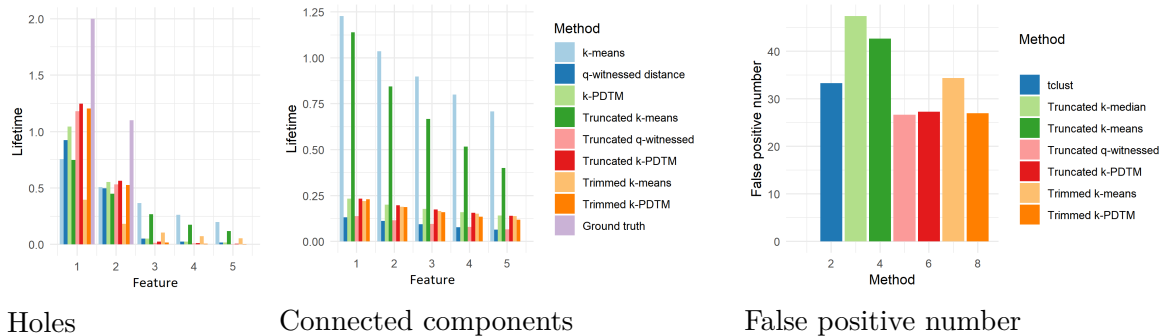 2.0
1.5
1.0
0.5
0.0
Lifetime
1 2 3 4 5
Feature
Holes
1.25
1.00
0.75
0.50
0.25
0.00
Lifetime
1 2 3 4 5
Feature
Connected components
Method
k-means
q-witnessed distance
k-PDTM
Truncated k-means
Truncated q-witnessed
Truncated k-PDTM
Trimmed k-means
Trimmed k-PDTM
Ground truth
40
30
20
10
0
False positive number
2 4 6 8
Method
False positive number
Method
tclust
Truncated k-median
Truncated k-means
Truncated q-witnessed
Truncated k-PDTM
Trimmed k-means
Trimmed k-PDTM